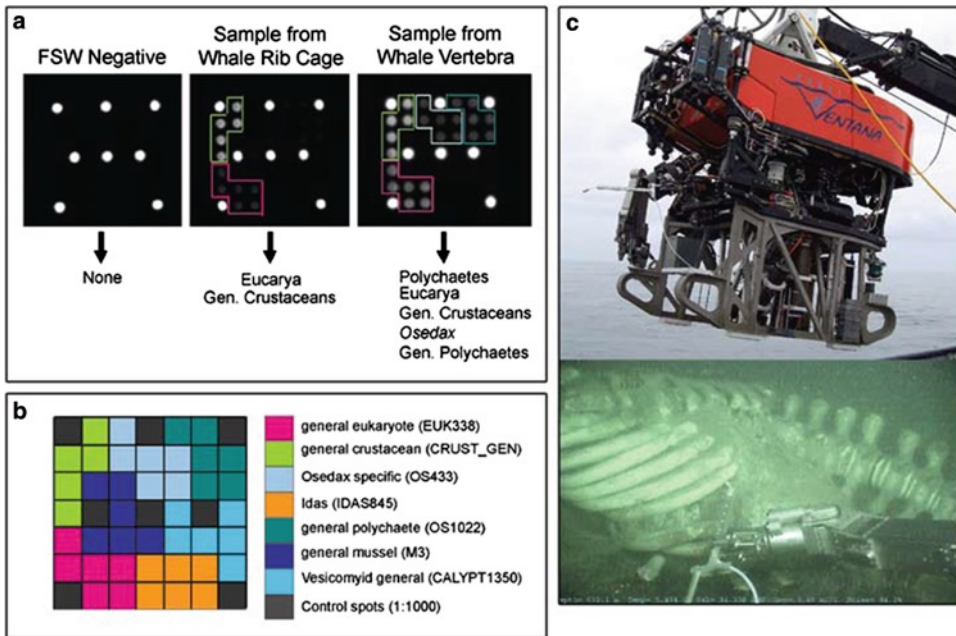 a
FSW Negative
Sample from
Whale Rib Cage
Sample from
Whale Vertebra
None
Eucarya
Gen. Crustaceans
Polychaetes
Eucarya
Gen. Crustaceans
Osedax
Gen. Polychaetes
b
general eukaryote (EUK338)
general crustacean (CRUST_GEN)
Osedax specific (OS433)
Idas (IDAS845)
general polychaete (OS1022)
general mussel (M3)
Vesicomyid general (CALYPT1350)
Control spots (1:1000)
c
VENTANA